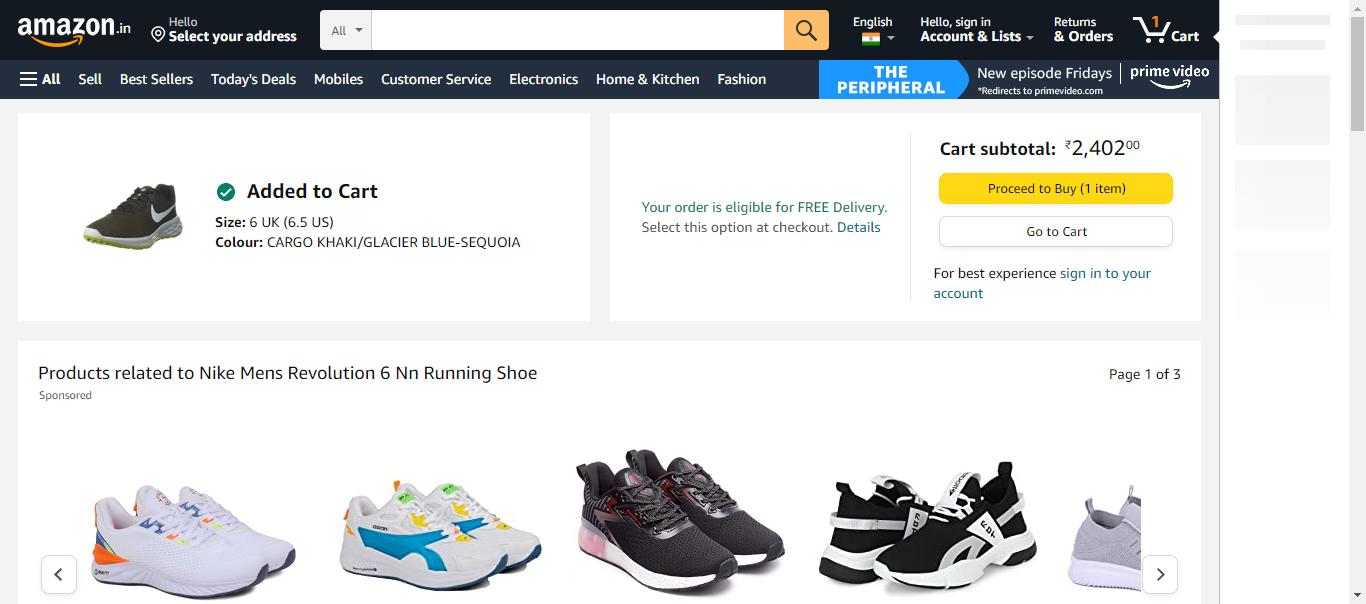 amazon.in
Hello
Select your address
All
English
Hello, sign in
Account & Lists
Returns
& Orders
1
Cart
All
Sell
Best Sellers
Today's Deals
Mobiles
Customer Service
Electronics
Home & Kitchen
Fashion
THE
PERIPHERAL
New episode Fridays
*Redirects to primevideo.com
prime video
Added to Cart
Size: 6 UK (6.5 US)
Colour: CARGO KHAKI/GLACIER BLUE-SEQUOIA
Your order is eligible for FREE Delivery.
Select this option at checkout. Details
Cart subtotal: ₹2,40200
Proceed to Buy (1 item)
Go to Cart
For best experience sign in to your
account
Products related to Nike Mens Revolution 6 Nn Running Shoe
Page 1 of 3
Sponsored